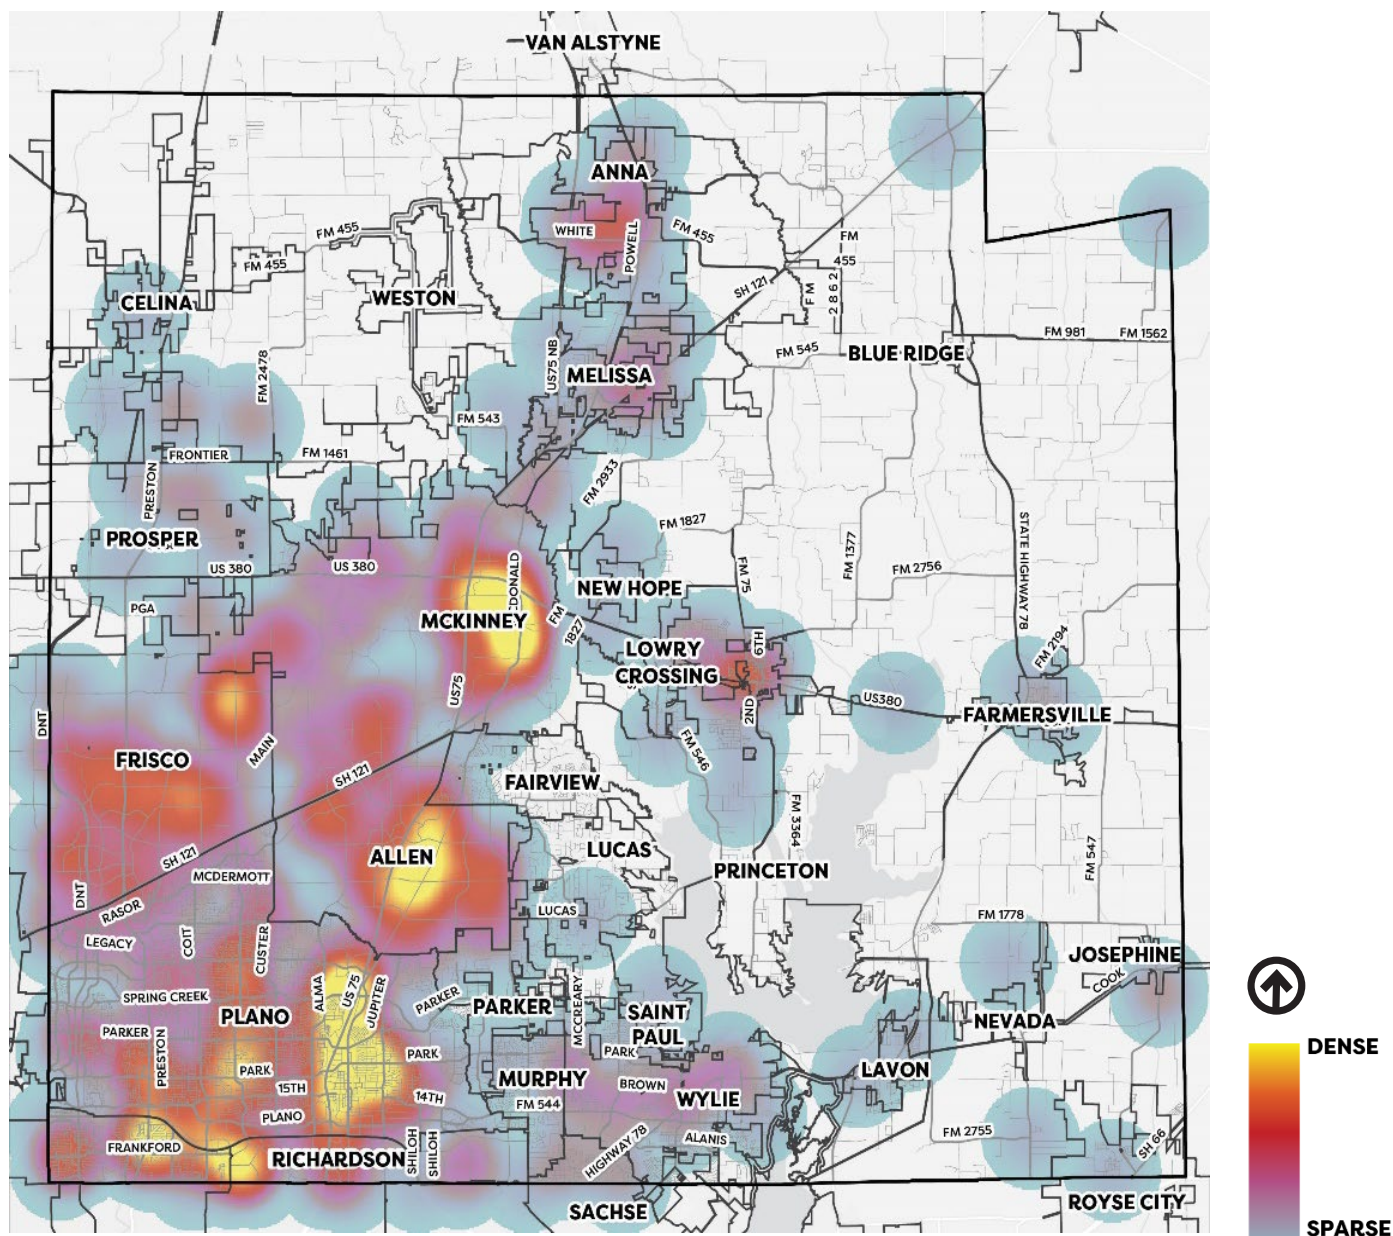 VAN ALSTYNE
ANNA
WHITE
POWELL
FM 455
FM
455
FM 455
FM 455
CELINA
WESTON
SH 121
FM
2862
FM 981
FM 1562
BLUE RIDGE
FM 545
US75 NB
MELISSA
FM 2478
FM 543
FRONTIER
FM 1461
PRESTON
FM 2933
FM 1827
PROSPER
US 380
US 380
STATE HIGHWAY 78
FM 1377
FM 2756
FM 75
NEW HOPE
PGA
MCKINNEY
FM
1827
LOWRY
CROSSING
6TH
FM 2194
US75
US380
2ND
FARMERSVILLE
DNT
MAIN
FM 546
FRISCO
SH 121
FAIRVIEW
FM 3364
FM 547
SH 121
ALLEN
LUCAS
PRINCETON
MCDERMOTT
DNT
RASOR
LUCAS
FM 1778
LEGACY
COIT
CUSTER
JOSEPHINE
COOK
SPRING CREEK
ALMA
US 75
JUPITER
PARKER
PARKER
MCCREARY
SAINT
PAUL
PLANO
NEVADA
PARKER
PRESTON
PARK
PARK
PARK
LAVON
15TH
14TH
MURPHY
BROWN
WYLIE
PLANO
FM 544
FM 2755
FRANKFORD
RICHARDSON
SHILOH
SHILOH
HIGHWAY 78
ALANIS
SH 66
SACHSE
ROYSE CITY
DENSE
SPARSE